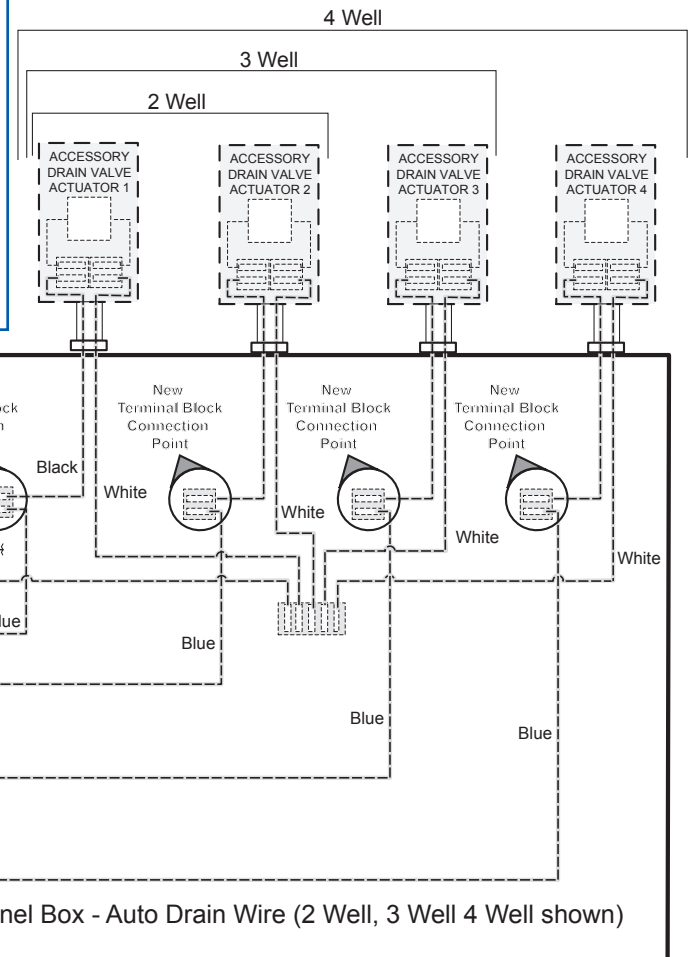 4 Well
3 Well
2 Well
ACCESSORY
DRAIN VALVE
ACTUATOR 1
ACCESSORY
DRAIN VALVE
ACTUATOR 2
ACCESSORY
DRAIN VALVE
ACTUATOR 3
ACCESSORY
DRAIN VALVE
ACTUATOR 4
New
Terminal Block
Connection
Point
New
Terminal Block
Connection
Point
New
Terminal Block
Connection
Point
Black
White
White
White
White
Blue
Blue
Blue
Box - Auto Drain Wire (2 Well, 3 Well 4 Well shown)